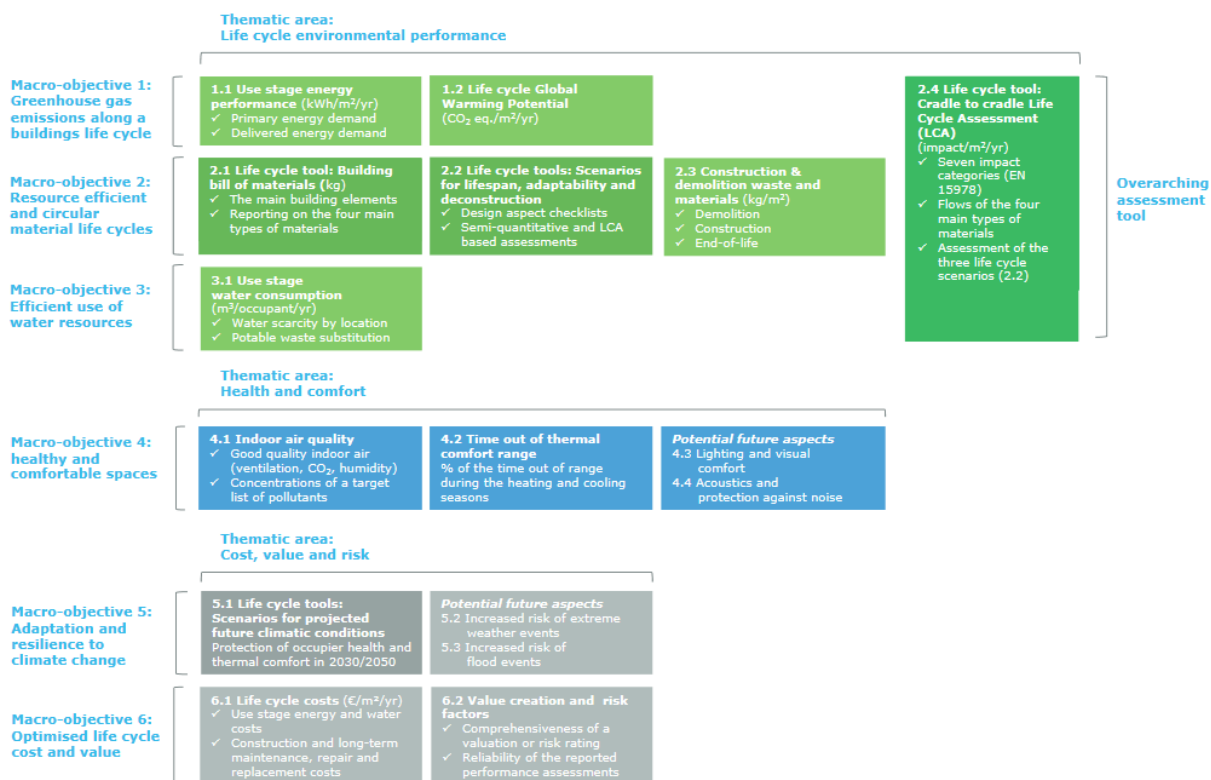 Thematic area:
Life cycle environmental performance
Macro-objective 1:
Greenhouse gas
emissions along a
buildings life cycle
1.1 Use stage energy
performance (kWh/m²/yr)
✓ Primary energy demand
✓ Delivered energy demand
1.2 Life cycle Global
Warming Potential
(CO₂ eq./m²/yr)
2.4 Life cycle tool:
Cradle to cradle Life
Cycle Assessment
(LCA)
(impact/m²/yr)
✓ Seven impact
categories (EN
15978)
✓ Flows of the four
main types of
materials
✓ Assessment of the
three life cycle
scenarios (2.2)
Overarching
assessment
tool
Macro-objective 2:
Resource efficient
and circular
material life cycles
2.1 Life cycle tool: Building
bill of materials (kg)
✓ The main building elements
✓ Reporting on the four main
types of materials
2.2 Life cycle tools: Scenarios
for lifespan, adaptability and
deconstruction
✓ Design aspect checklists
✓ Semi-quantitative and LCA
based assessments
2.3 Construction &
demolition waste and
materials (kg/m²)
✓ Demolition
✓ Construction
✓ End-of-life
Macro-objective 3:
Efficient use of
water resources
3.1 Use stage
water consumption
(m³/occupant/yr)
✓ Water scarcity by location
✓ Potable waste substitution
Thematic area:
Health and comfort
Macro-objective 4:
healthy and
comfortable spaces
4.1 Indoor air quality
✓ Good quality indoor air
(ventilation, CO₂, humidity)
✓ Concentrations of a target
list of pollutants
4.2 Time out of thermal
comfort range
% of the time out of range
during the heating and cooling
seasons
Potential future aspects
4.3 Lighting and visual
comfort
4.4 Acoustics and
protection against noise
Thematic area:
Cost, value and risk
Macro-objective 5:
Adaptation and
resilience to
climate change
5.1 Life cycle tools:
Scenarios for projected
future climatic conditions
Protection of occupier health and
thermal comfort in 2030/2050
Potential future aspects
5.2 Increased risk of extreme
weather events
5.3 Increased risk of
flood events
Macro-objective 6:
Optimised life cycle
cost and value
6.1 Life cycle costs (€/m²/yr)
✓ Use stage energy and water
costs
✓ Construction and long-term
maintenance, repair and
replacement costs
6.2 Value creation and risk
factors
✓ Comprehensiveness of a
valuation or risk rating
✓ Reliability of the reported
performance assessments